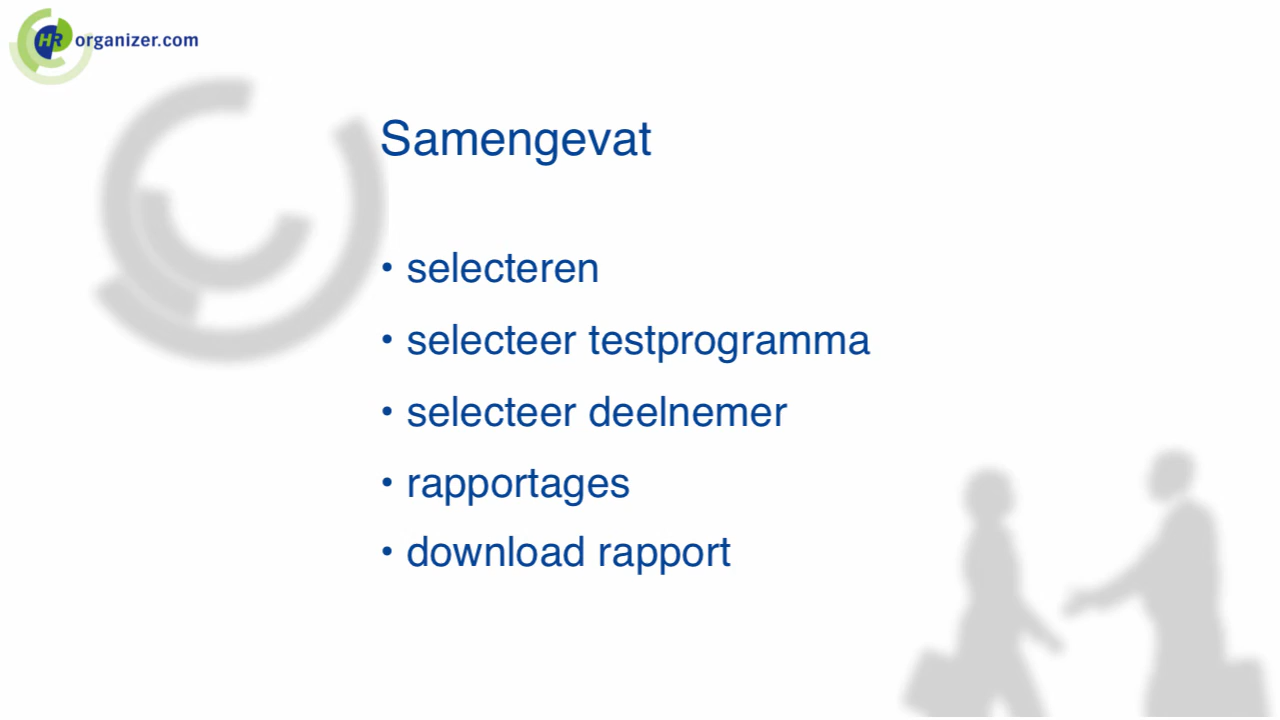 HR organizer.com
Samengevat
• selecteren
• selecteer testprogramma
• selecteer deelnemer
• rapportages
• download rapport